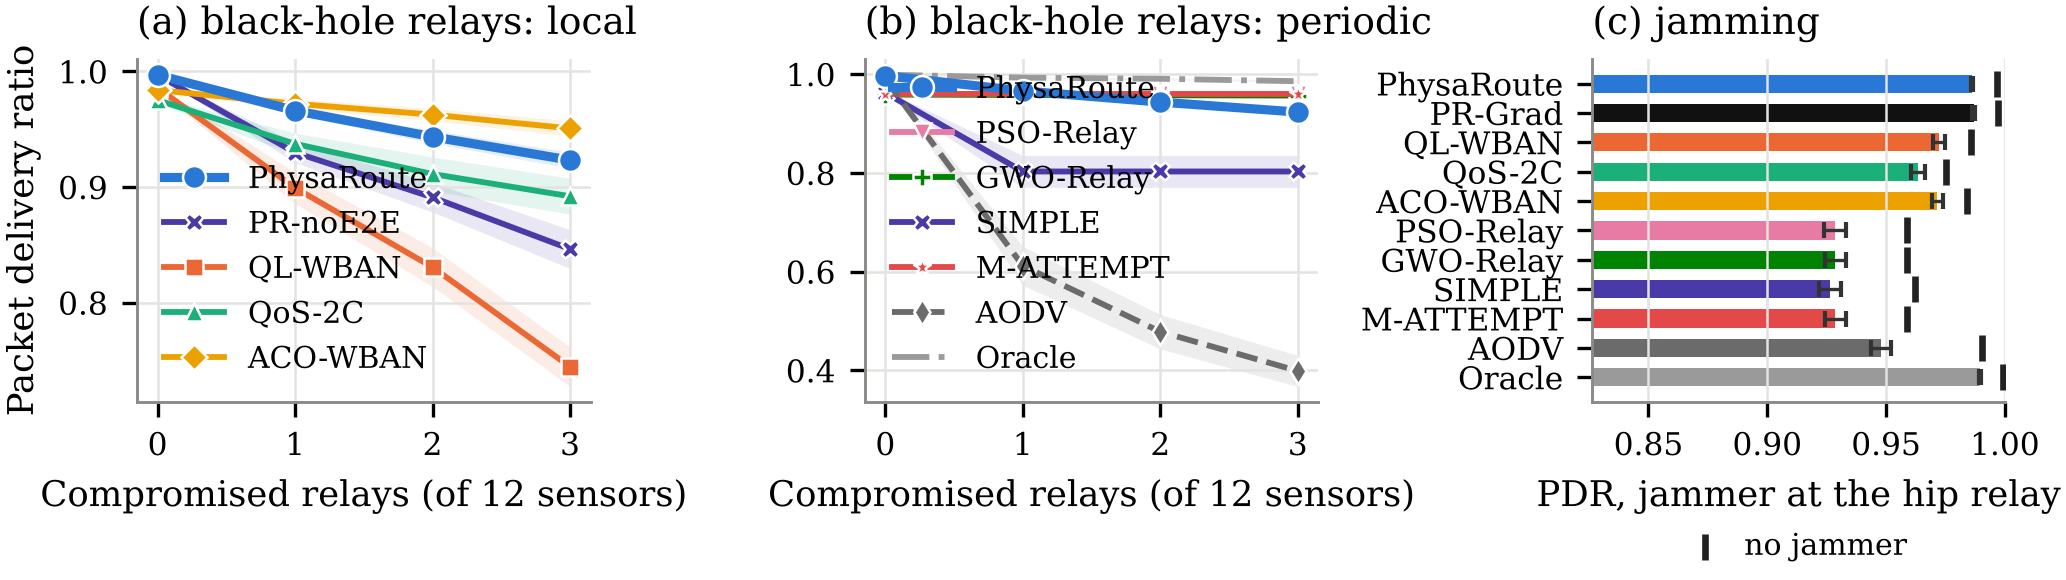 (a) black-hole relays: local
Packet delivery ratio
1.0
0.9
0.8
PhysaRoute
PR-noE2E
QL-WBAN
QoS-2C
ACO-WBAN
0 1 2 3
Compromised relays (of 12 sensors)
(b) black-hole relays: periodic
1.0
0.8
0.6
0.4
PhysaRoute
PSO-Relay
GWO-Relay
SIMPLE
M-ATTEMPT
AODV
Oracle
0 1 2 3
Compromised relays (of 12 sensors)
(c) jamming
PhysaRoute
PR-Grad
QL-WBAN
QoS-2C
ACO-WBAN
PSO-Relay
GWO-Relay
SIMPLE
M-ATTEMPT
AODV
Oracle
0.85 0.90 0.95 1.00
PDR, jammer at the hip relay
no jammer